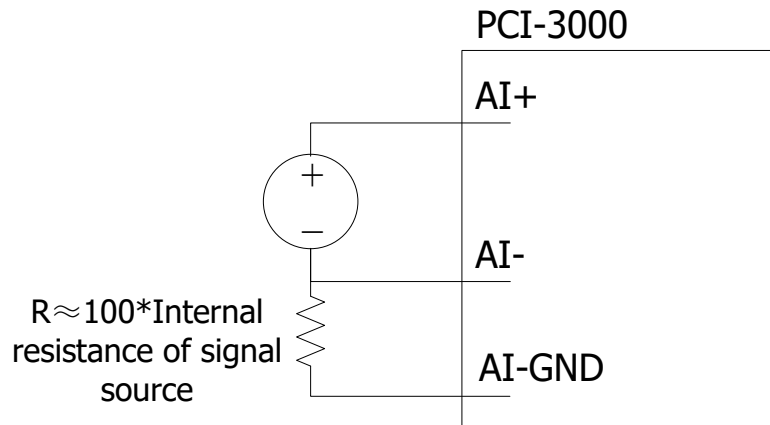 PCI-3000
AI+
+
−
AI-
R≈100*Internal
resistance of signal
source
AI-GND